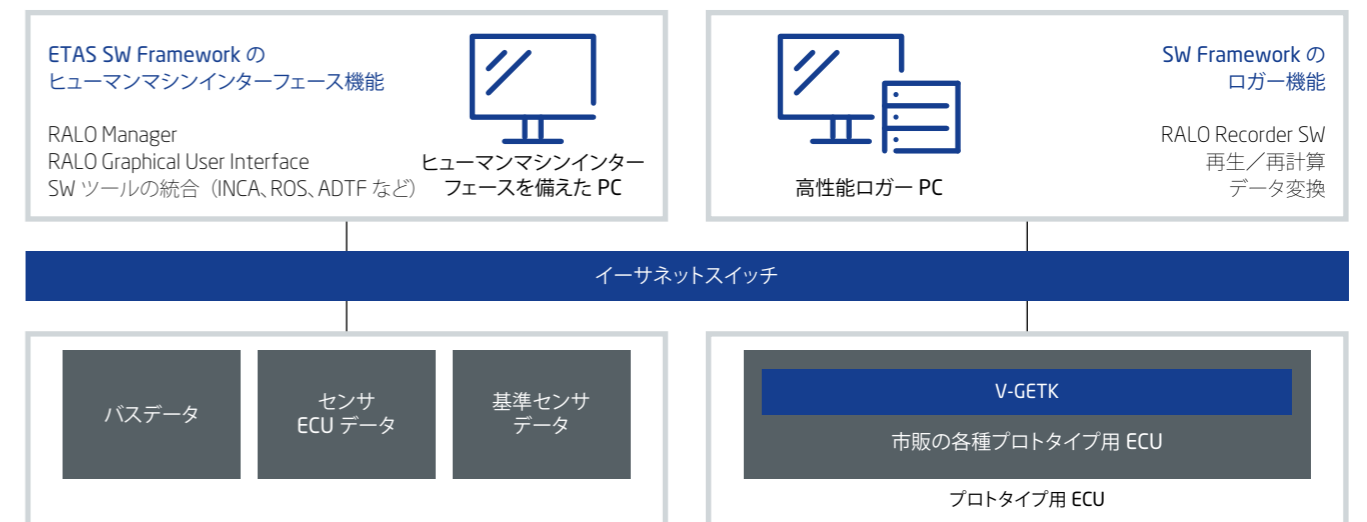 ETAS SW Framework の
ヒューマンマシンインターフェース機能
RALO Manager
RALO Graphical User Interface
SW ツールの統合（INCA、ROS、ADTF など）
ヒューマンマシンインター
フェースを備えた PC
高性能ロガー PC
SW Framework の
ロガー機能
RALO Recorder SW
再生／再計算
データ変換
イーサネットスイッチ
バスデータ
センサ
ECU データ
基準センサ
データ
V-GETK
市販の各種プロトタイプ用 ECU
プロトタイプ用 ECU